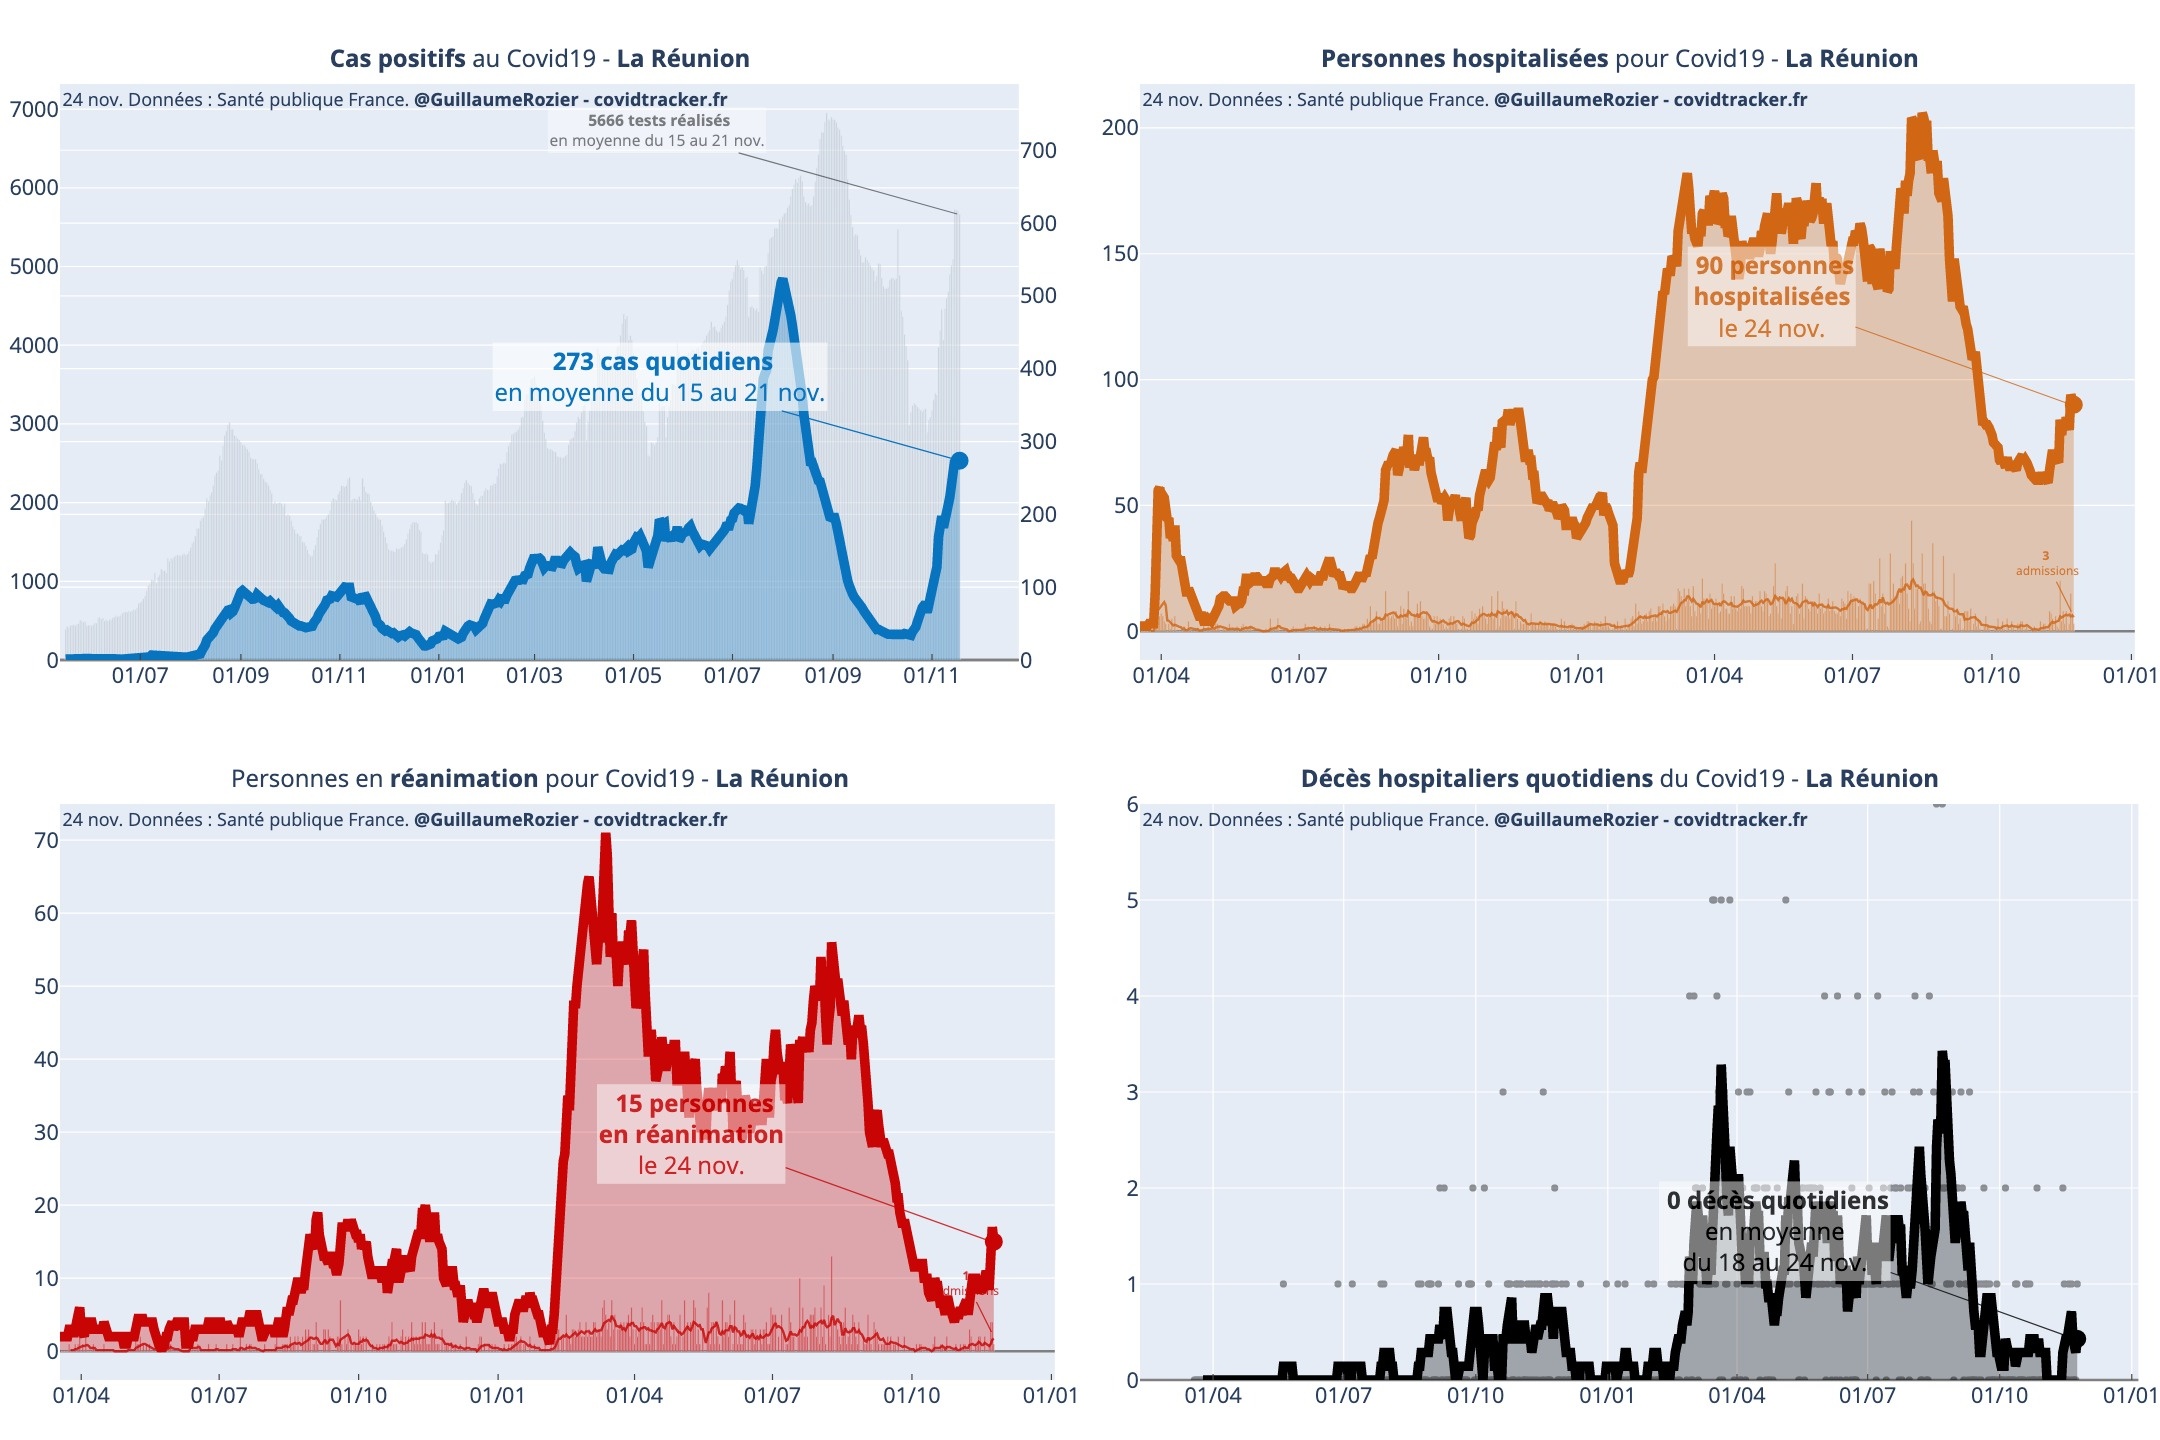 Cas positifs au Covid19 - La Réunion
24 nov. Données : Santé publique France. @GuillaumeRozier - covidtracker.fr
5666 tests réalisés
en moyenne du 15 au 21 nov.
273 cas quotidiens
en moyenne du 15 au 21 nov.
7000
6000
5000
4000
3000
2000
1000
0
700
600
500
400
300
200
100
0
01/07 01/09 01/11 01/01 01/03 01/05 01/07 01/09 01/11
Personnes hospitalisées pour Covid19 - La Réunion
24 nov. Données : Santé publique France. @GuillaumeRozier - covidtracker.fr
90 personnes
hospitalisées
le 24 nov.
3
admissions
200
150
100
50
0
01/04 01/07 01/10 01/01 01/04 01/07 01/10 01/01
Personnes en réanimation pour Covid19 - La Réunion
24 nov. Données : Santé publique France. @GuillaumeRozier - covidtracker.fr
15 personnes
en réanimation
le 24 nov.
1
70
60
50
40
30
20
10
0
01/04 01/07 01/10 01/01 01/04 01/07 01/10 01/01
Décès hospitaliers quotidiens du Covid19 - La Réunion
24 nov. Données : Santé publique France. @GuillaumeRozier - covidtracker.fr
0 décès quotidiens
en moyenne
du 18 au 24 nov.
6
5
4
3
2
1
0
01/04 01/07 01/10 01/01 01/04 01/07 01/10 01/01